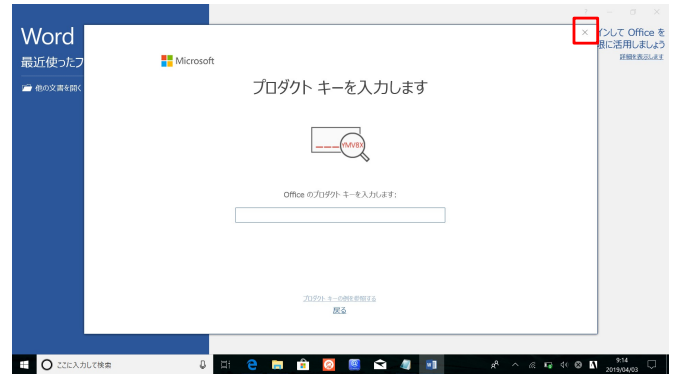 Word
最近使ったフ
他の文書を開く
インして Office を
限に活用しましょう
詳細を表示します
Microsoft
プロダクト キーを入力します
YMVBX
Office のプロダクト キーを入力します:
プロダクト キーの例を参照する
戻る
ここに入力して検索
9:14
2019/04/03